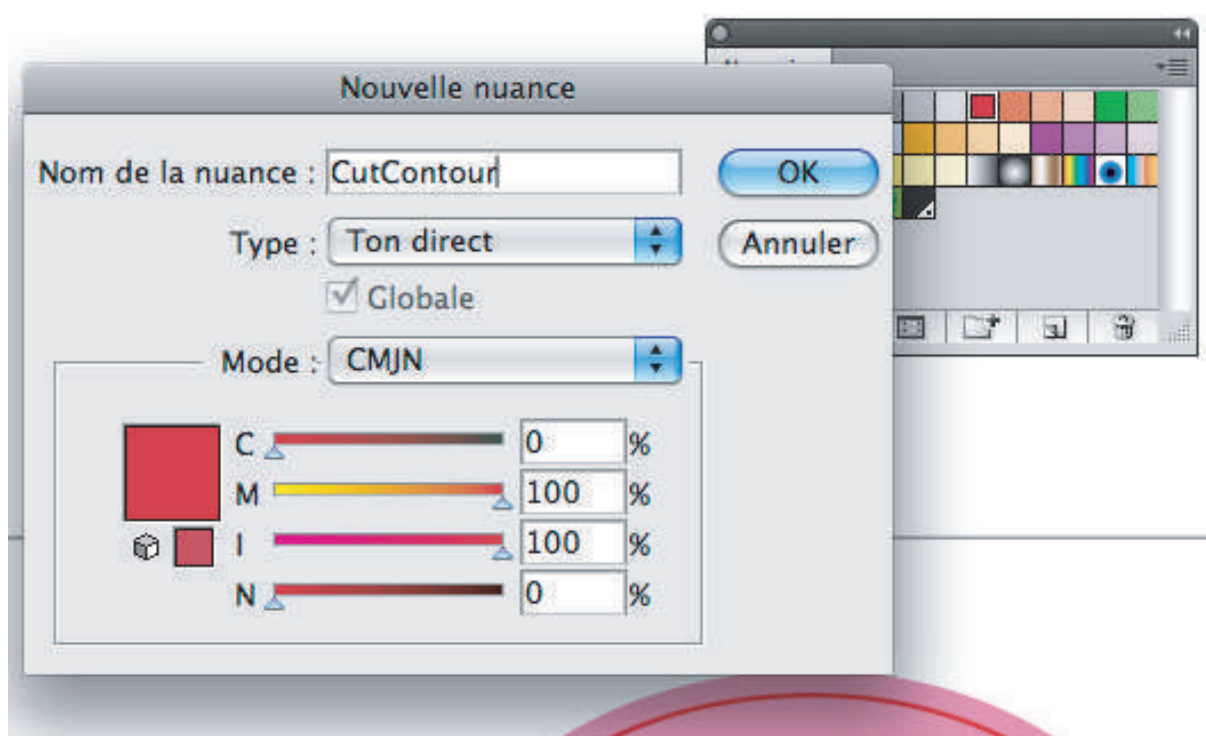 Nouvelle nuance
Nom de la nuance : CutContour
OK
Type : Ton direct
Annuler
Globale
Mode : CMJN
C 0 %
M 100 %
I 100 %
N 0 %